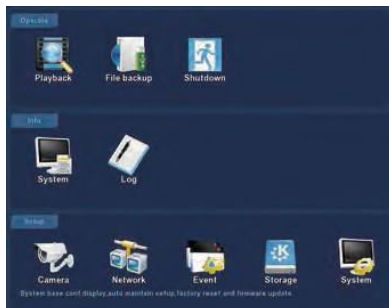 Operate
Playback File backup Shutdown
Info
System Log
Setup
Camera Network Event Storage System
System base conf,display,auto maintain setup,factory reset and firmware update.